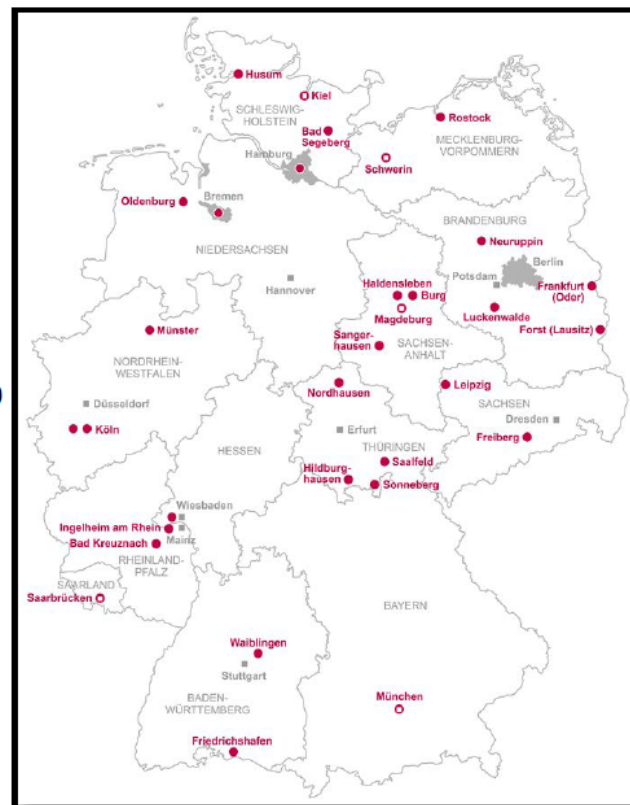 Husum
Kiel
SCHLESWIG-
HOLSTEIN
Rostock
Bad
Segeberg
MECKLENBURG-
VORPOMMERN
Hamburg
Schwerin
Oldenburg
Bremen
BRANDENBURG
Neuruppin
NIEDERSACHSEN
Berlin
Hannover
Haldensleben
Burg
Potsdam
Frankfurt
(Oder)
Magdeburg
Luckenwalde
Münster
Forst (Lausitz)
Sanger-
hausen
SACHSEN-
ANHALT
NORDRHEIN-
WESTFALEN
Nordhausen
Leipzig
Düsseldorf
SACHSEN
Dresden
Köln
Erfurt
Freiberg
HESSEN
THÜRINGEN
Saalfeld
Hildburg-
hausen
Sonneberg
Wiesbaden
Ingelheim am Rhein
Mainz
Bad Kreuznach
RHEINLAND-
PFALZ
SAARLAND
Saarbrücken
BAYERN
Waiblingen
Stuttgart
BADEN-
WÜRTTEMBERG
München
Friedrichshafen